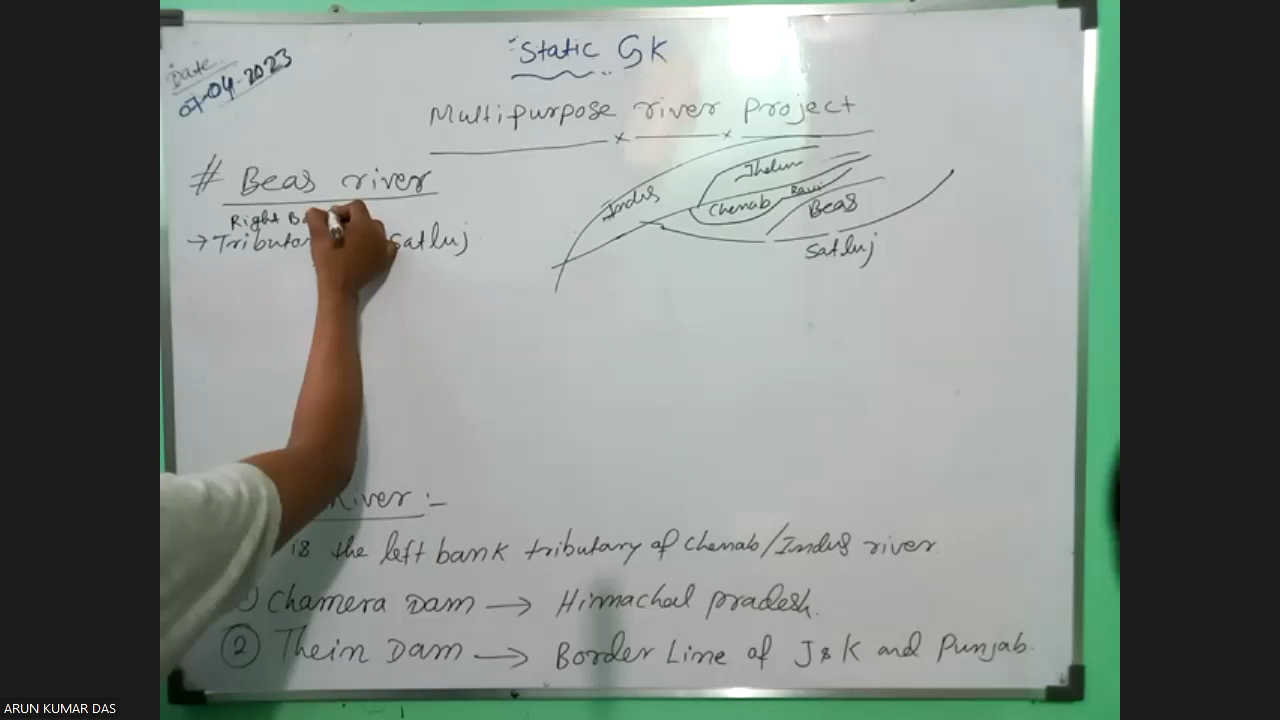 Date
07-04-2023
Static GK
Multipurpose river project
# Beas river
Right
→ Satluj
Indus
Jhelum
Chenab
Ravi
Beas
Satluj
River :-
is the left bank tributary of Chenab/Indus river
Chamera Dam → Himachal pradesh.
② Thein Dam → Border Line of J&K and Punjab.
ARUN KUMAR DAS